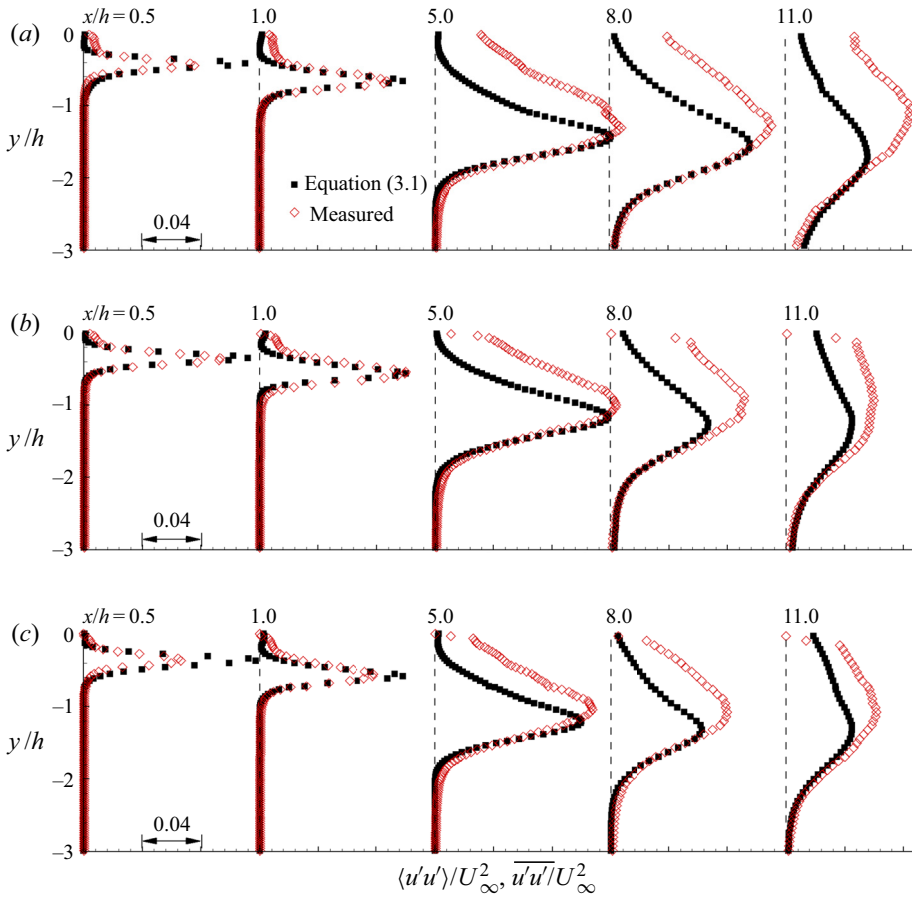 x/h = 0.5 1.0 5.0 8.0 11.0
(a)
0
−1
y/h
−2
−3
Equation (3.1)
Measured
0.04
x/h = 0.5 1.0 5.0 8.0 11.0
(b)
0
−1
y/h
−2
−3
0.04
x/h = 0.5 1.0 5.0 8.0 11.0
(c)
0
−1
y/h
−2
−3
0.04
⟨u′u′⟩/U²∞, u̅′̅u̅′̅/U²∞